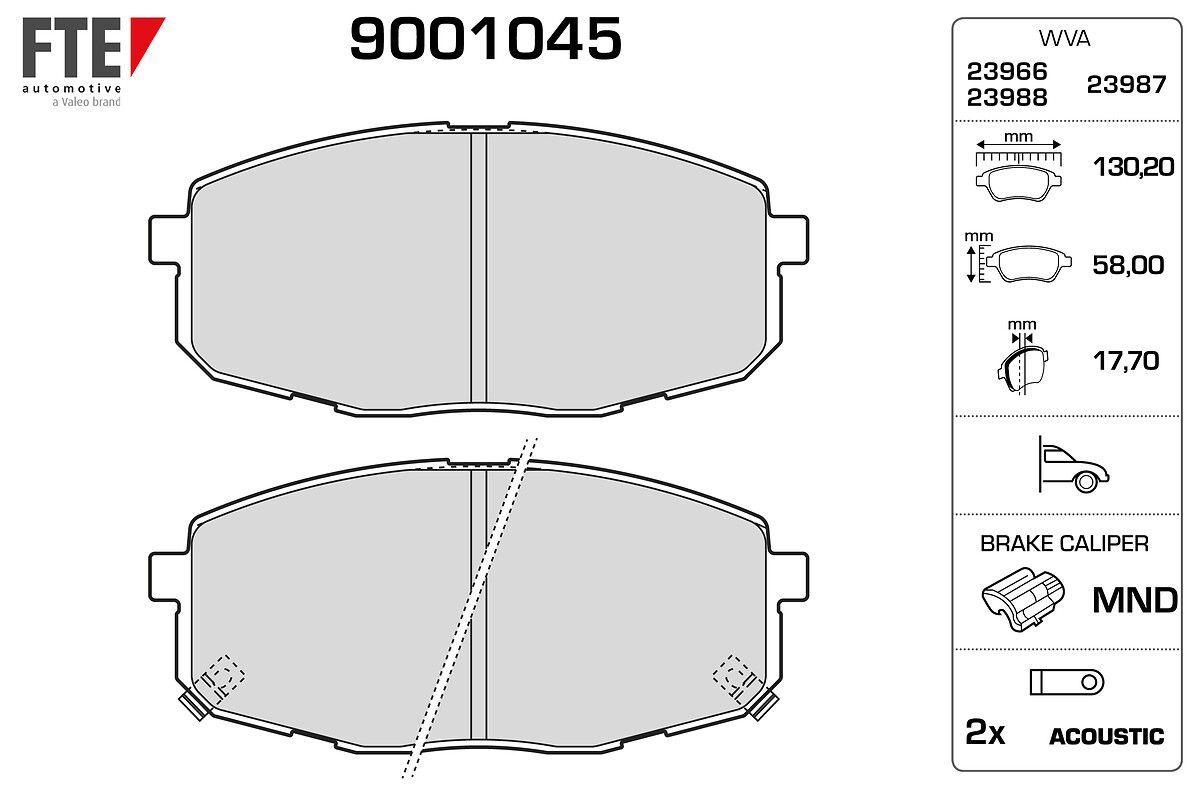 FTE
automotive
a Valeo brand
9001045
WVA
23966
23988
23987
mm
130,20
mm
58,00
mm
17,70
BRAKE CALIPER
MND
2x
ACOUSTIC